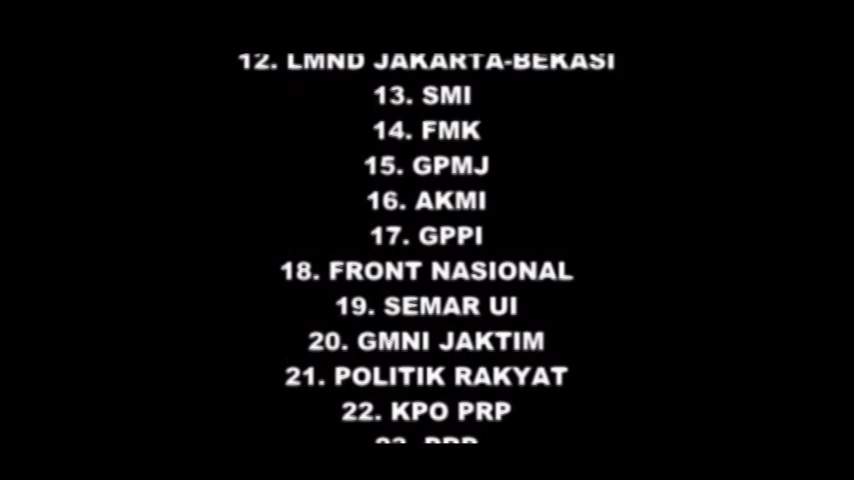 12. LMND JAKARTA-BEKASI
13. SMI
14. FMK
15. GPMJ
16. AKMI
17. GPPI
18. FRONT NASIONAL
19. SEMAR UI
20. GMNI JAKTIM
21. POLITIK RAKYAT
22. KPO PRP
23.